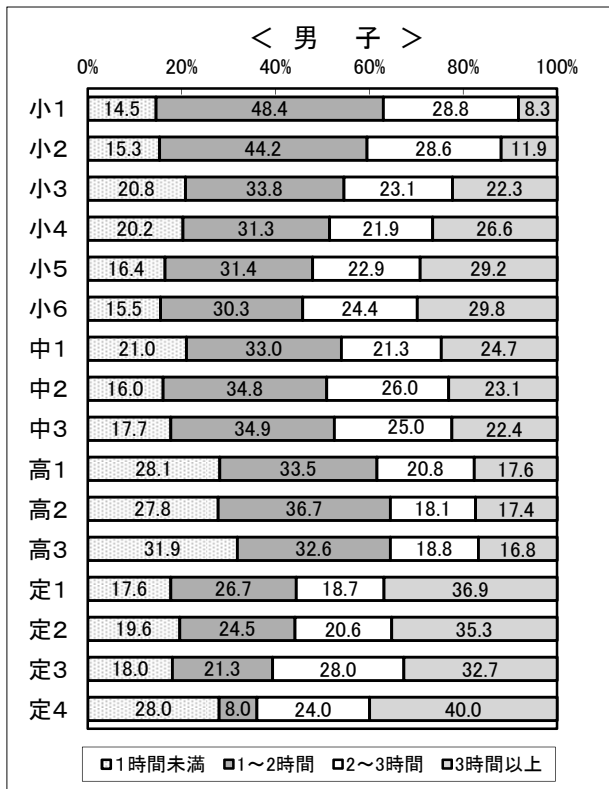 ＜ 男 子 ＞
0% 20% 40% 60% 80% 100%
小1 14.5 48.4 28.8 8.3
小2 15.3 44.2 28.6 11.9
小3 20.8 33.8 23.1 22.3
小4 20.2 31.3 21.9 26.6
小5 16.4 31.4 22.9 29.2
小6 15.5 30.3 24.4 29.8
中1 21.0 33.0 21.3 24.7
中2 16.0 34.8 26.0 23.1
中3 17.7 34.9 25.0 22.4
高1 28.1 33.5 20.8 17.6
高2 27.8 36.7 18.1 17.4
高3 31.9 32.6 18.8 16.8
定1 17.6 26.7 18.7 36.9
定2 19.6 24.5 20.6 35.3
定3 18.0 21.3 28.0 32.7
定4 28.0 8.0 24.0 40.0
1時間未満 1～2時間 2～3時間 3時間以上